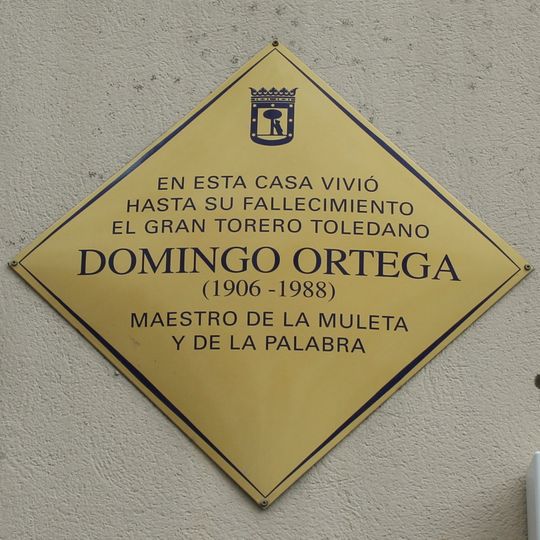 EN ESTA CASA VIVIÓ
HASTA SU FALLECIMIENTO
EL GRAN TORERO TOLEDANO
DOMINGO ORTEGA
(1906 -1988)
MAESTRO DE LA MULETA
Y DE LA PALABRA